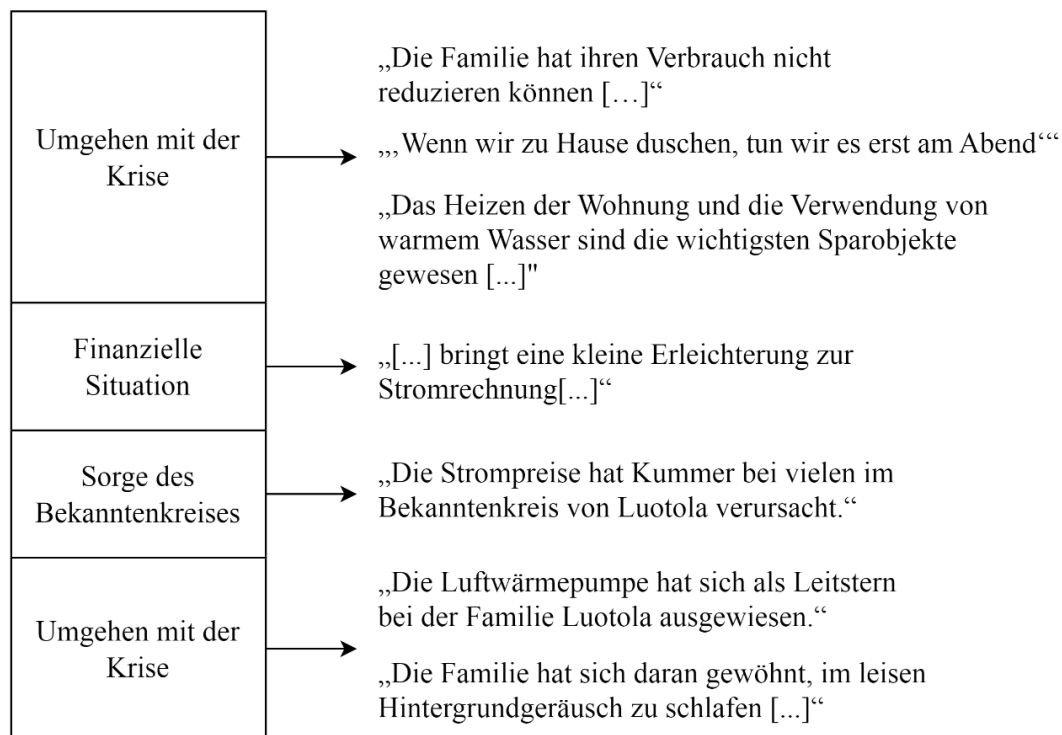 Umgehen mit der
Krise
„Die Familie hat ihren Verbrauch nicht
reduzieren können […]“
„‚Wenn wir zu Hause duschen, tun wir es erst am Abend‘“
„Das Heizen der Wohnung und die Verwendung von
warmem Wasser sind die wichtigsten Sparobjekte
gewesen [...]"
Finanzielle
Situation
„[...] bringt eine kleine Erleichterung zur
Stromrechnung[...]“
Sorge des
Bekanntenkreises
„Die Strompreise hat Kummer bei vielen im
Bekanntenkreis von Luotola verursacht.“
Umgehen mit der
Krise
„Die Luftwärmepumpe hat sich als Leitstern
bei der Familie Luotola ausgewiesen.“
„Die Familie hat sich daran gewöhnt, im leisen
Hintergrundgeräusch zu schlafen [...]“